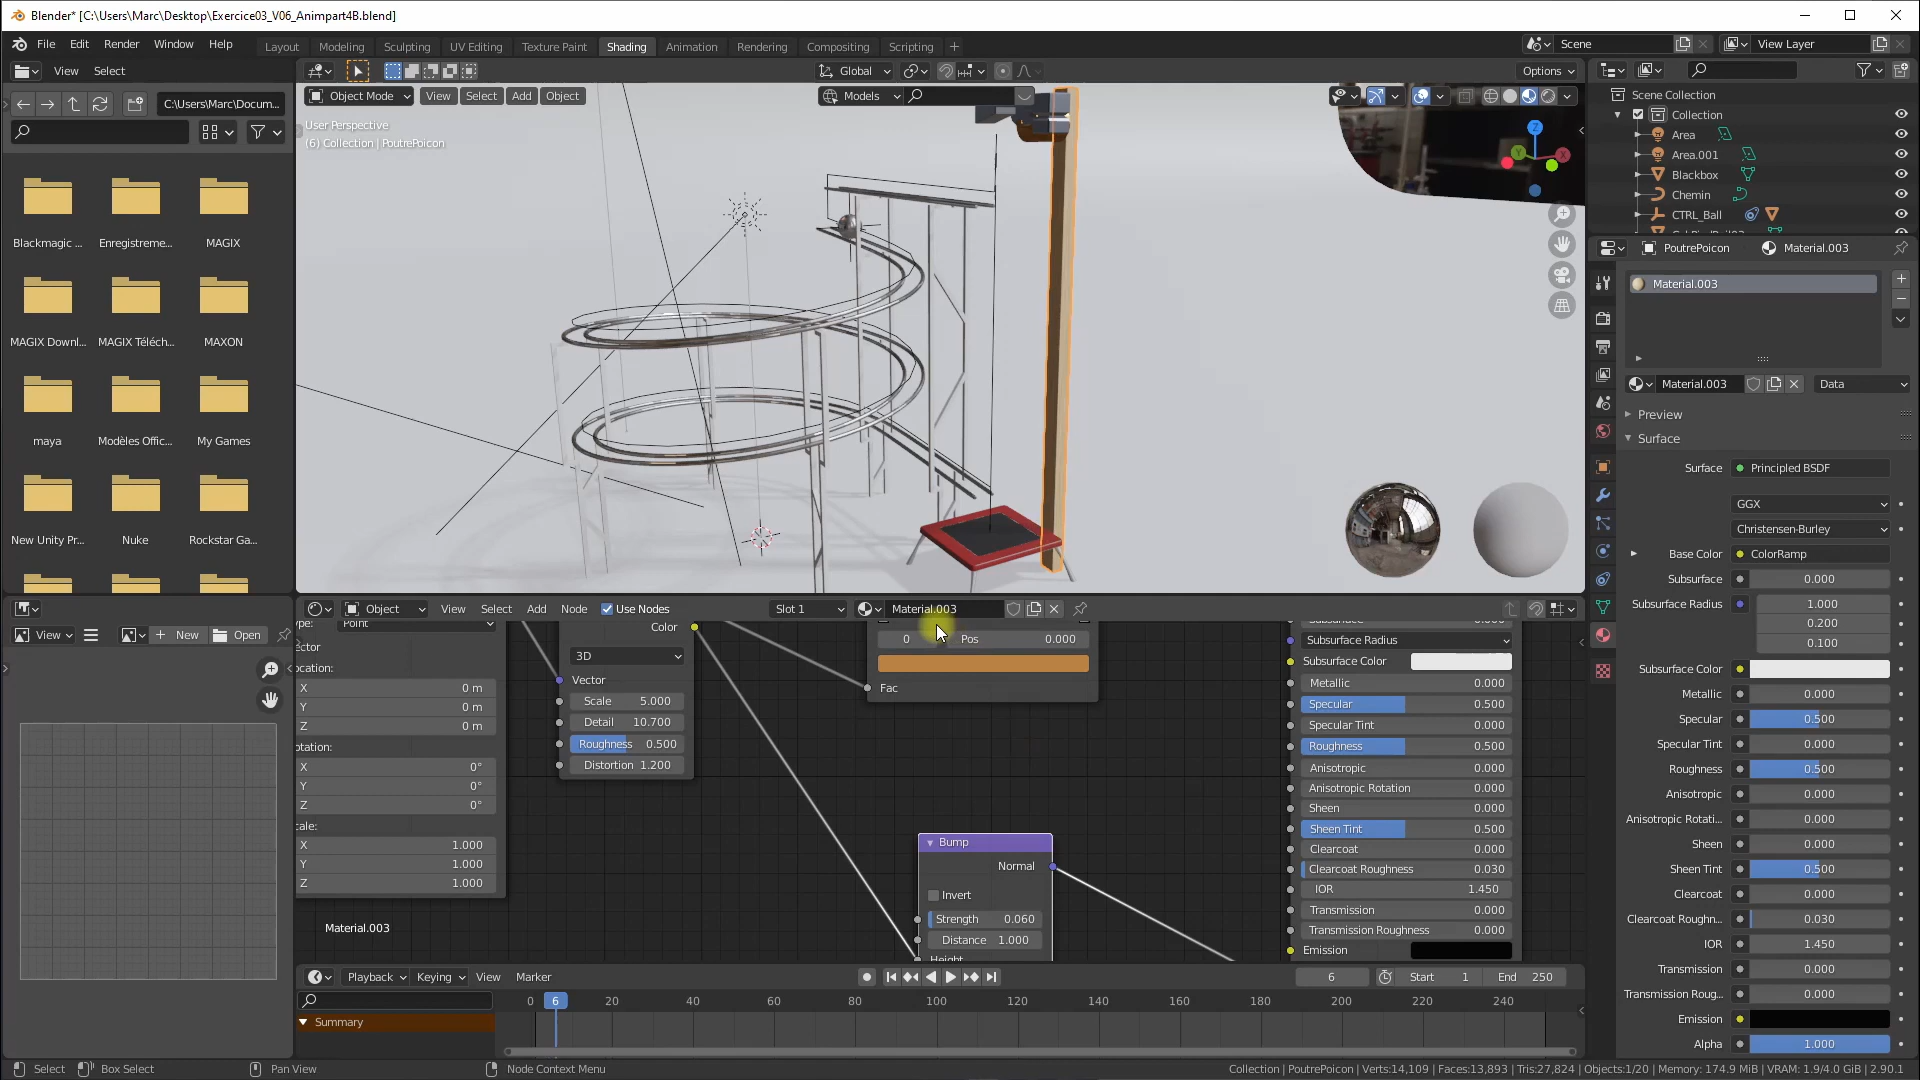 Blender* [C:\Users\Marc\Desktop\Exercice03_V06_Animpart4B.blend]
File Edit Render Window Help
Layout Modeling Sculpting UV Editing Texture Paint Shading Animation Rendering Compositing Scripting +
Scene
View Layer
View Select
Global
Options
C:\Users\Marc\Docum...
Object Mode View Select Add Object
Models
User Perspective
(6) Collection | PoutrePoicon
Blackmagic ... Enregistreme... MAGIX
MAGIX Downl... MAGIX Téléch... MAXON
maya Modèles Offic... My Games
New Unity Pr... Nuke Rockstar Ga...
Z
Y
X
Scene Collection
Collection
Area
Area.001
Blackbox
Chemin
CTRL_Ball
PoutrePoicon Material.003
Material.003
Material.003 Data
Preview
Surface
Surface Principled BSDF
GGX
Christensen-Burley
Base Color ColorRamp
Subsurface 0.000
Subsurface Radius 1.000
0.200
0.100
Subsurface Color
Metallic 0.000
Specular 0.500
Specular Tint 0.000
Roughness 0.500
Anisotropic 0.000
Anisotropic Rotati... 0.000
Sheen 0.000
Sheen Tint 0.500
Clearcoat 0.000
Clearcoat Roughn... 0.030
IOR 1.450
Transmission 0.000
Transmission Roug... 0.000
Emission
Alpha 1.000
View New Open
Object View Select Add Node Use Nodes Slot 1 Material.003
Point
X 0 m
Y 0 m
Z 0 m
otation:
X 0°
Y 0°
Z 0°
cale:
X 1.000
Y 1.000
Z 1.000
Material.003
Color
3D
Vector
Scale 5.000
Detail 10.700
Roughness 0.500
Distortion 1.200
0 Pos 0.000
Fac
Bump
Normal
Invert
Strength 0.060
Distance 1.000
Height
Subsurface Radius
Subsurface Color
Metallic 0.000
Specular 0.500
Specular Tint 0.000
Roughness 0.500
Anisotropic 0.000
Anisotropic Rotation 0.000
Sheen 0.000
Sheen Tint 0.500
Clearcoat 0.000
Clearcoat Roughness 0.030
IOR 1.450
Transmission 0.000
Transmission Roughness 0.000
Emission
Playback Keying View Marker
6 Start 1 End 250
0 6 20 40 60 80 100 120 140 160 180 200 220 240
Summary
Select Box Select Pan View Node Context Menu
Collection | PoutrePoicon | Verts:14,109 | Faces:13,893 | Tris:27,824 | Objects:1/20 | Memory: 174.9 MiB | VRAM: 1.9/4.0 GiB | 2.90.1